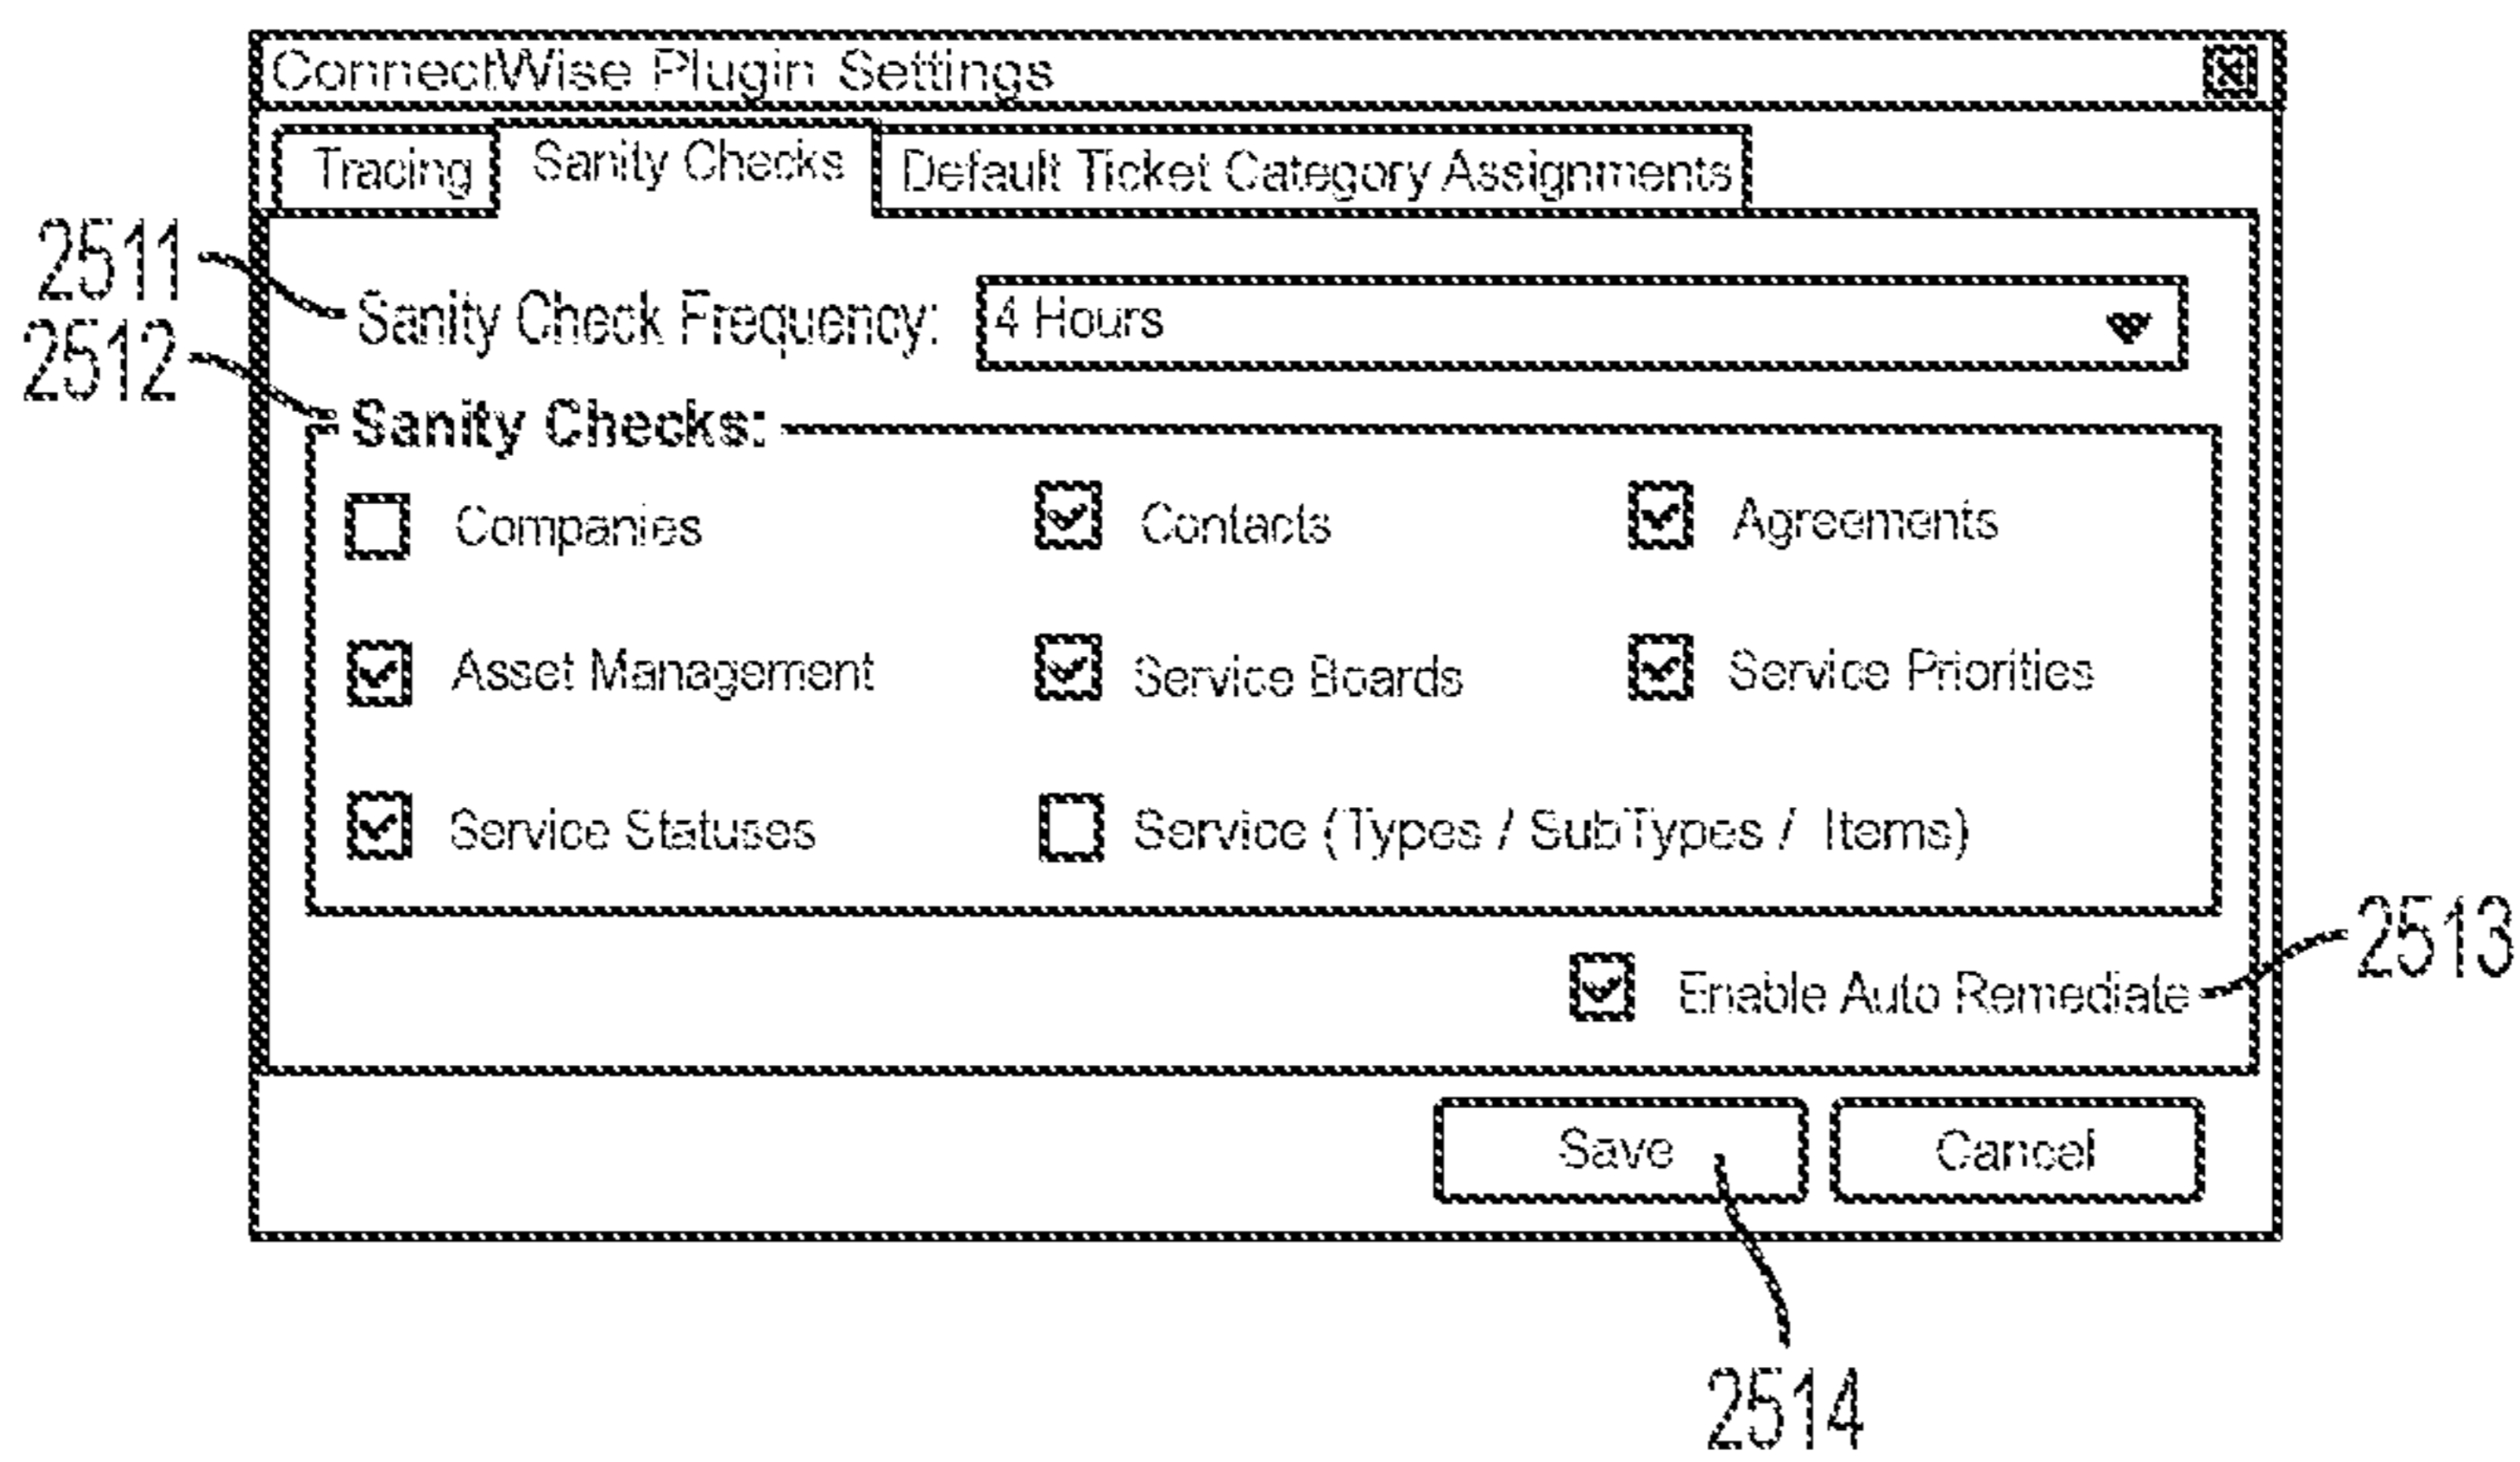 ConnectWise Plugin Settings
Tracing Sanity Checks Default Ticket Category Assignments
2511 Sanity Check Frequency: 4 Hours
2512 Sanity Checks:
Companies Contacts Agreements
Asset Management Service Boards Service Priorities
Service Statuses Service (Types / SubTypes / Items)
Enable Auto Remediate 2513
Save Cancel
2514